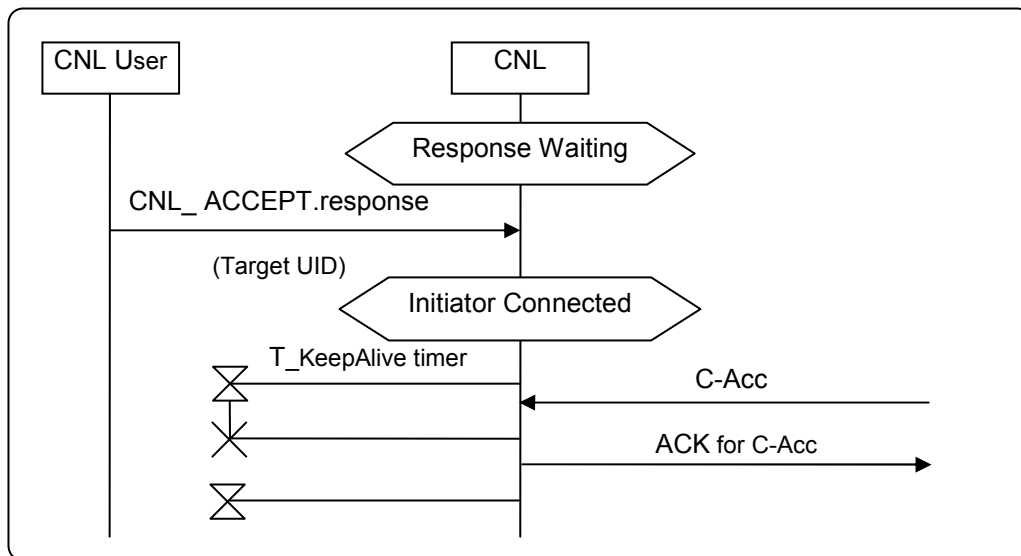 CNL User
CNL
Response Waiting
CNL_ ACCEPT.response
(Target UID)
Initiator Connected
T_KeepAlive timer
C-Acc
ACK for C-Acc